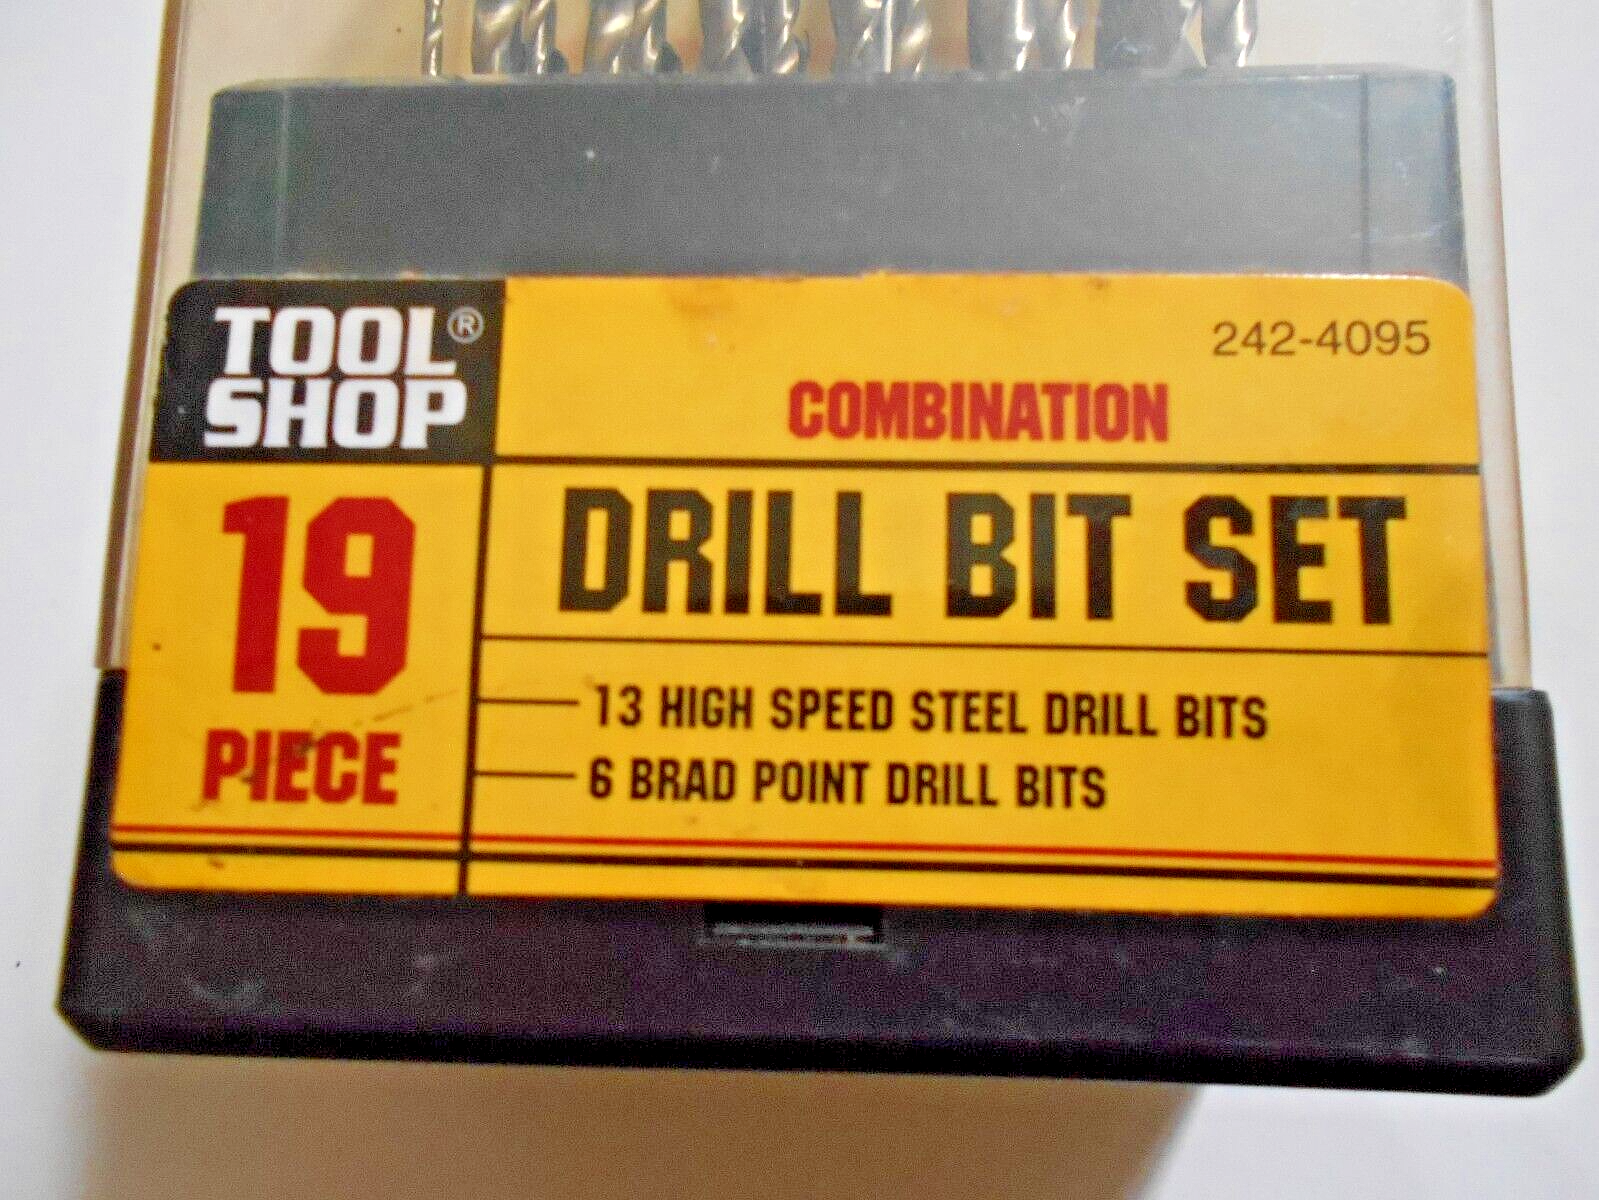 TOOL®
SHOP
242-4095
COMBINATION
19
PIECE
DRILL BIT SET
13 HIGH SPEED STEEL DRILL BITS
6 BRAD POINT DRILL BITS